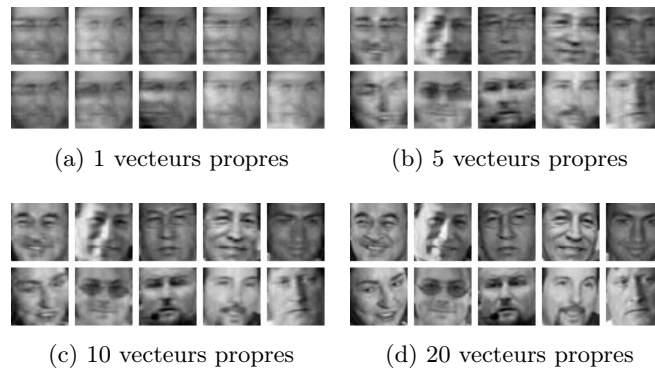 (a) 1 vecteurs propres
(b) 5 vecteurs propres
(c) 10 vecteurs propres
(d) 20 vecteurs propres